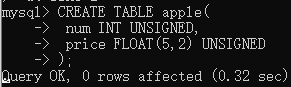 mysql> CREATE TABLE apple(
    -> num INT UNSIGNED,
    -> price FLOAT(5,2) UNSIGNED
    -> );
Query OK, 0 rows affected (0.32 sec)